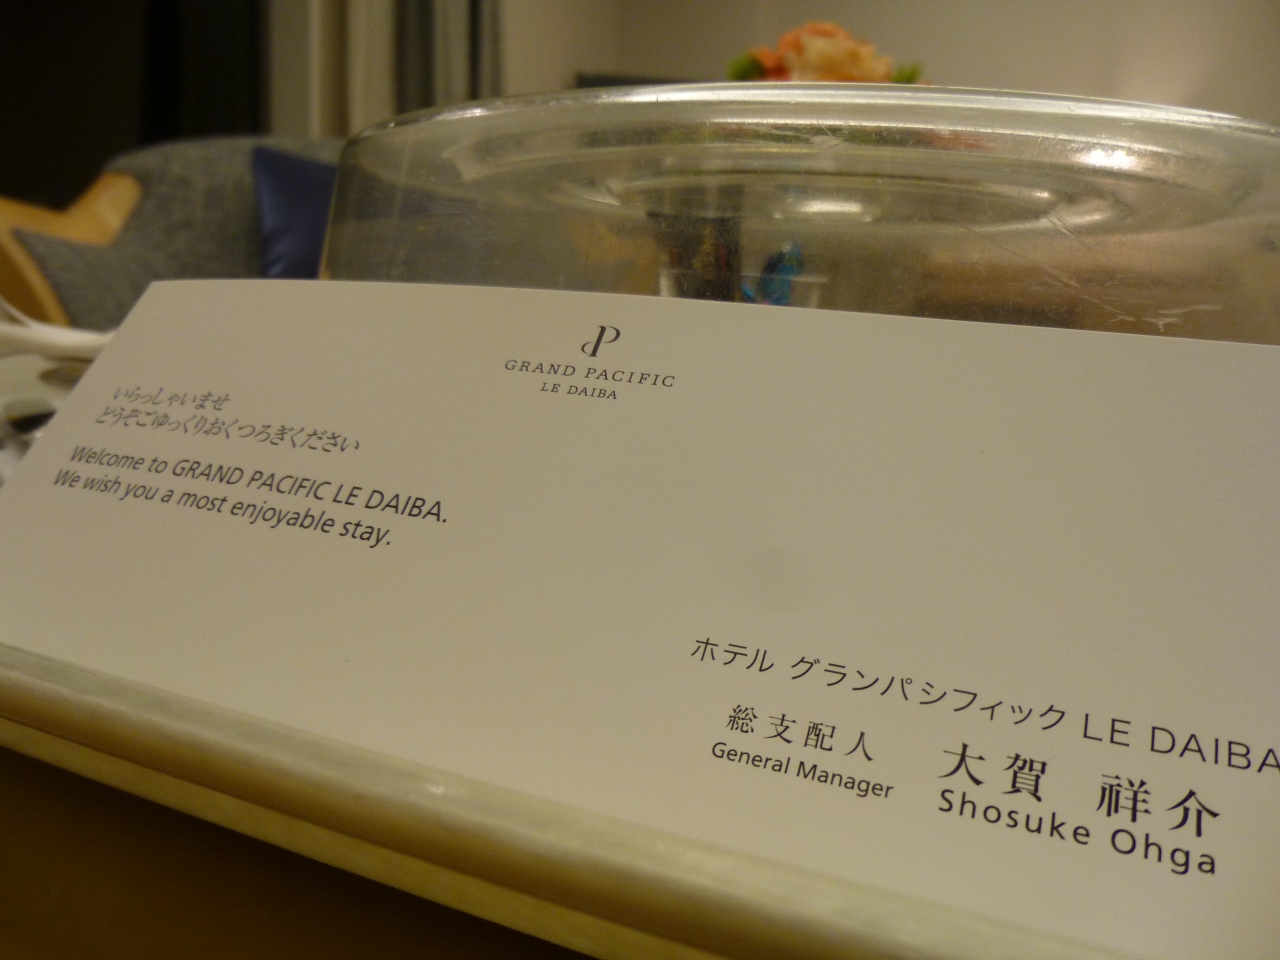 GRAND PACIFIC
LE DAIBA
いらっしゃいませ
どうぞごゆっくりおくつろぎください
Welcome to GRAND PACIFIC LE DAIBA.
We wish you a most enjoyable stay.
ホテル グランパシフィック LE DAIBA
総支配人 大賀 祥介
General Manager Shosuke Ohga